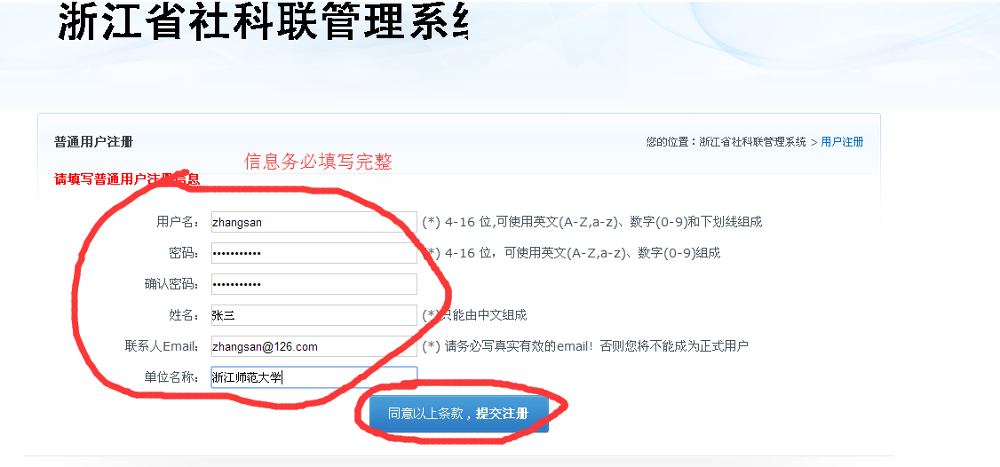 浙江省社科联管理系统
普通用户注册
您的位置：浙江省社科联管理系统 > 用户注册
信息务必填写完整
请填写普通用户注册信息
用户名： zhangsan (*) 4-16 位,可使用英文(A-Z,a-z)、数字(0-9)和下划线组成
密码： ••••••••••• (*) 4-16 位，可使用英文(A-Z,a-z)、数字(0-9)组成
确认密码： •••••••••••
姓名： 张三 (*)只能由中文组成
联系人Email： zhangsan@126.com (*) 请务必写真实有效的email！否则您将不能成为正式用户
单位名称： 浙江师范大学
同意以上条款，提交注册